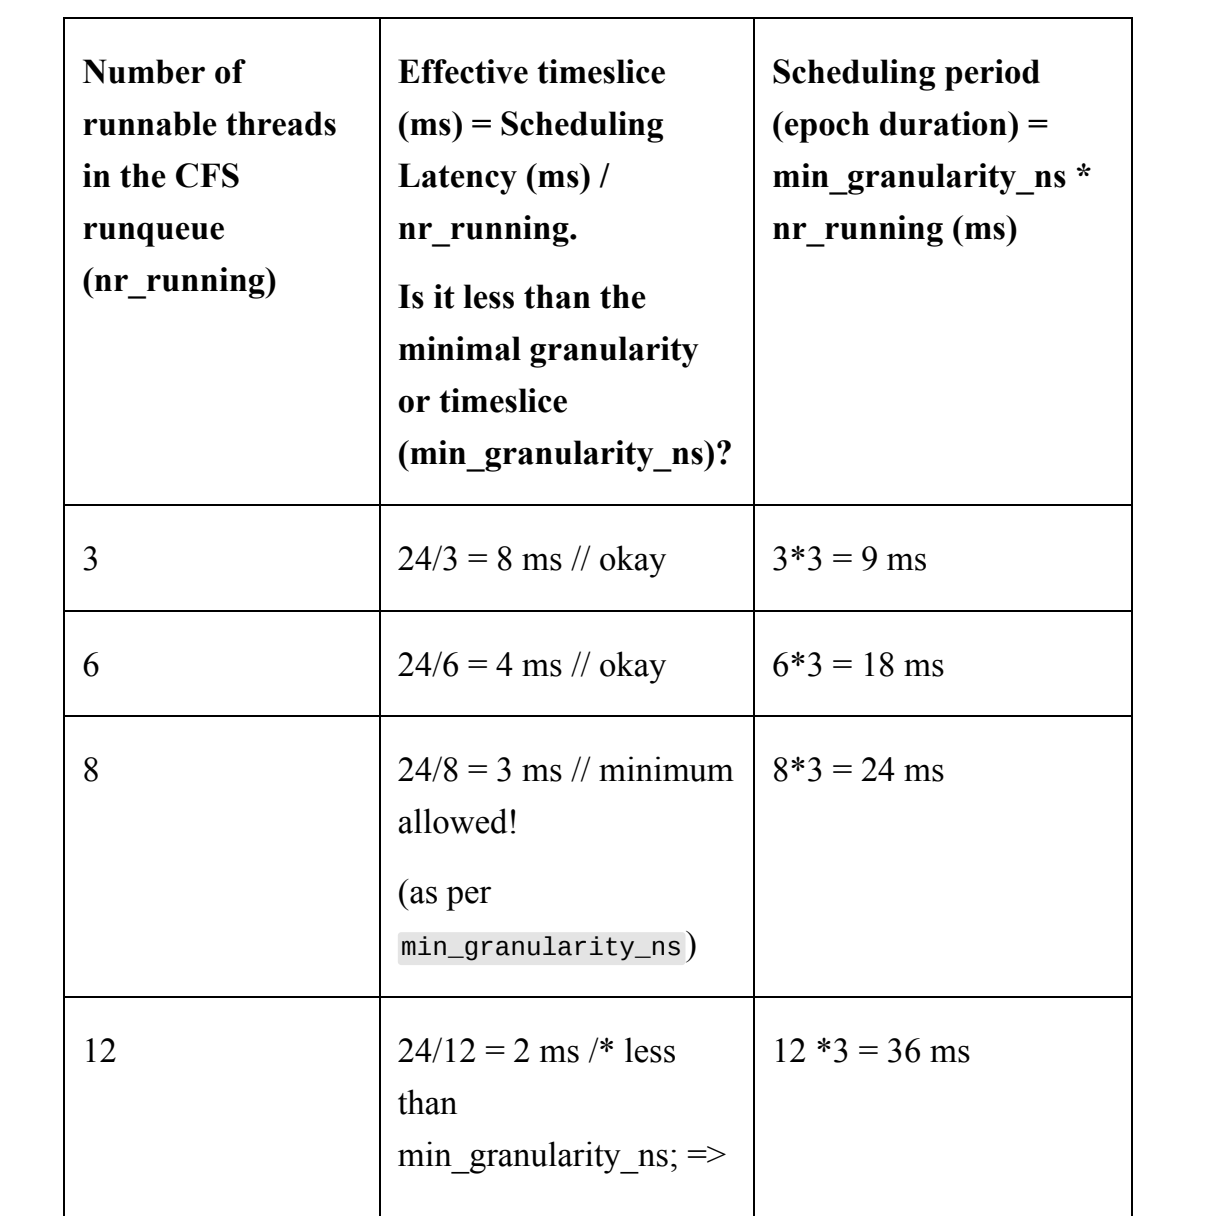 Number of
runnable threads
in the CFS
runqueue
(nr_running)
Effective timeslice
(ms) = Scheduling
Latency (ms) /
nr_running.
Is it less than the
minimal granularity
or timeslice
(min_granularity_ns)?
Scheduling period
(epoch duration) =
min_granularity_ns *
nr_running (ms)
3
24/3 = 8 ms // okay
3*3 = 9 ms
6
24/6 = 4 ms // okay
6*3 = 18 ms
8
24/8 = 3 ms // minimum
allowed!
(as per
min_granularity_ns)
8*3 = 24 ms
12
24/12 = 2 ms /* less
than
min_granularity_ns; =>
12 *3 = 36 ms